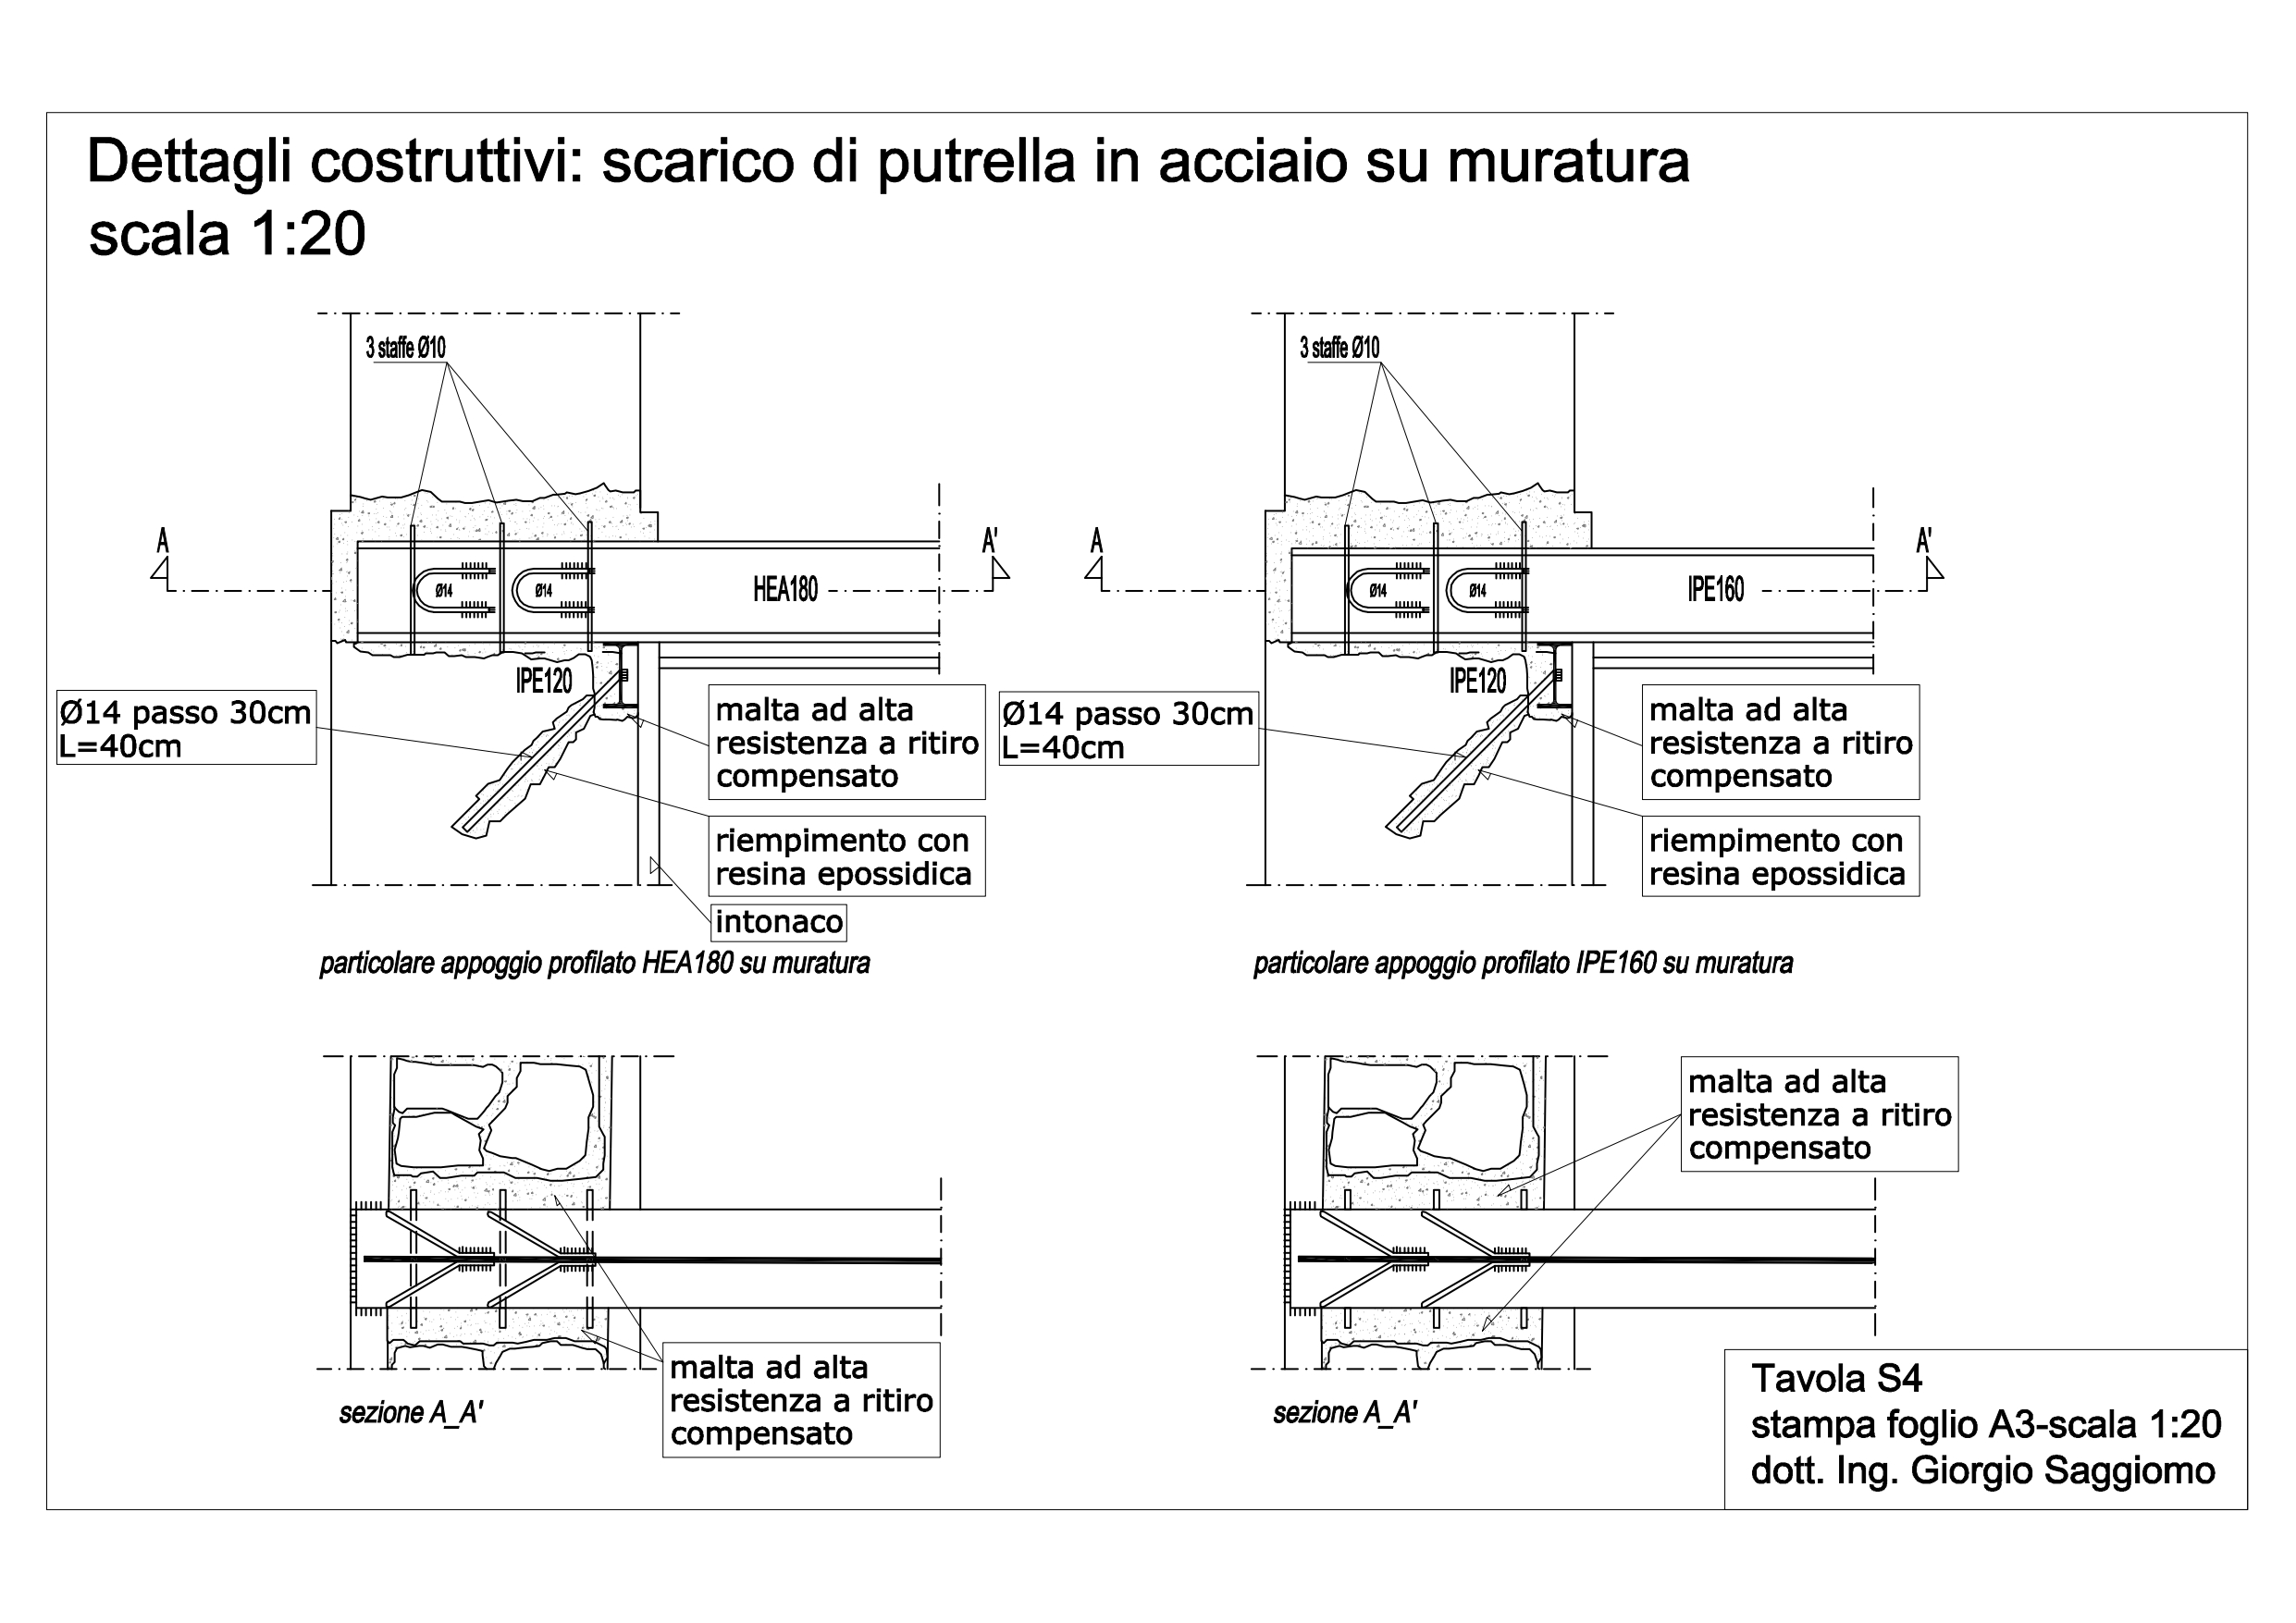 Dettagli costruttivi: scarico di putrella in acciaio su muratura
scala 1:20
3 staffe Ø10
A
A'
Ø14
Ø14
HEA180
IPE120
Ø14 passo 30cm
L=40cm
malta ad alta
resistenza a ritiro
compensato
riempimento con
resina epossidica
intonaco
particolare appoggio profilato HEA180 su muratura
3 staffe Ø10
A
A'
Ø14
Ø14
IPE160
IPE120
Ø14 passo 30cm
L=40cm
malta ad alta
resistenza a ritiro
compensato
riempimento con
resina epossidica
particolare appoggio profilato IPE160 su muratura
malta ad alta
resistenza a ritiro
compensato
sezione A_A'
malta ad alta
resistenza a ritiro
compensato
sezione A_A'
Tavola S4
stampa foglio A3-scala 1:20
dott. Ing. Giorgio Saggiomo